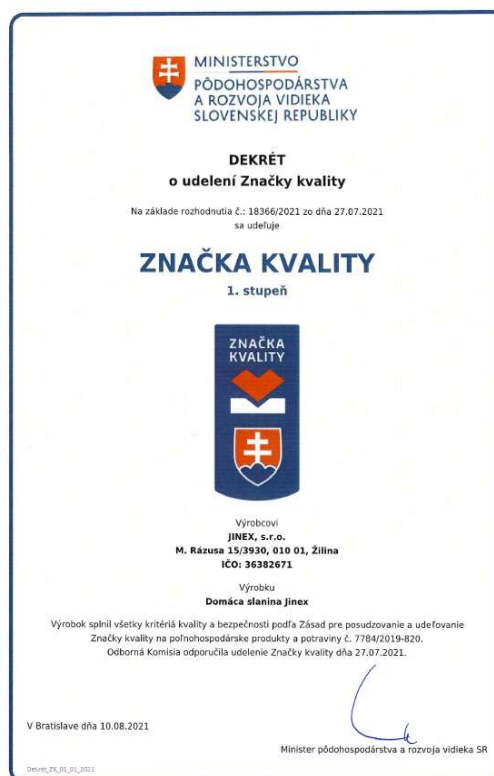 MINISTERSTVO
PÔDOHOSPODÁRSTVA
A ROZVOJA VIDIEKA
SLOVENSKEJ REPUBLIKY
DEKRÉT
o udelení Značky kvality
Na základe rozhodnutia č.: 18366/2021 zo dňa 27.07.2021
sa udeľuje
ZNAČKA KVALITY
1. stupeň
ZNAČKA
KVALITY
Výrobcovi
JINEX, s.r.o.
M. Rázusa 15/3930, 010 01, Žilina
IČO: 36382671
Výrobku
Domáca slanina Jinex
Výrobok splnil všetky kritériá kvality a bezpečnosti podľa Zásad pre posudzovanie a udeľovanie
Značky kvality na poľnohospodárske produkty a potraviny č. 7784/2019-820.
Odborná Komisia odporučila udelenie Značky kvality dňa 27.07.2021.
V Bratislave dňa 10.08.2021
Minister pôdohospodárstva a rozvoja vidieka SR
Dekrét_ZK_01_01_2021